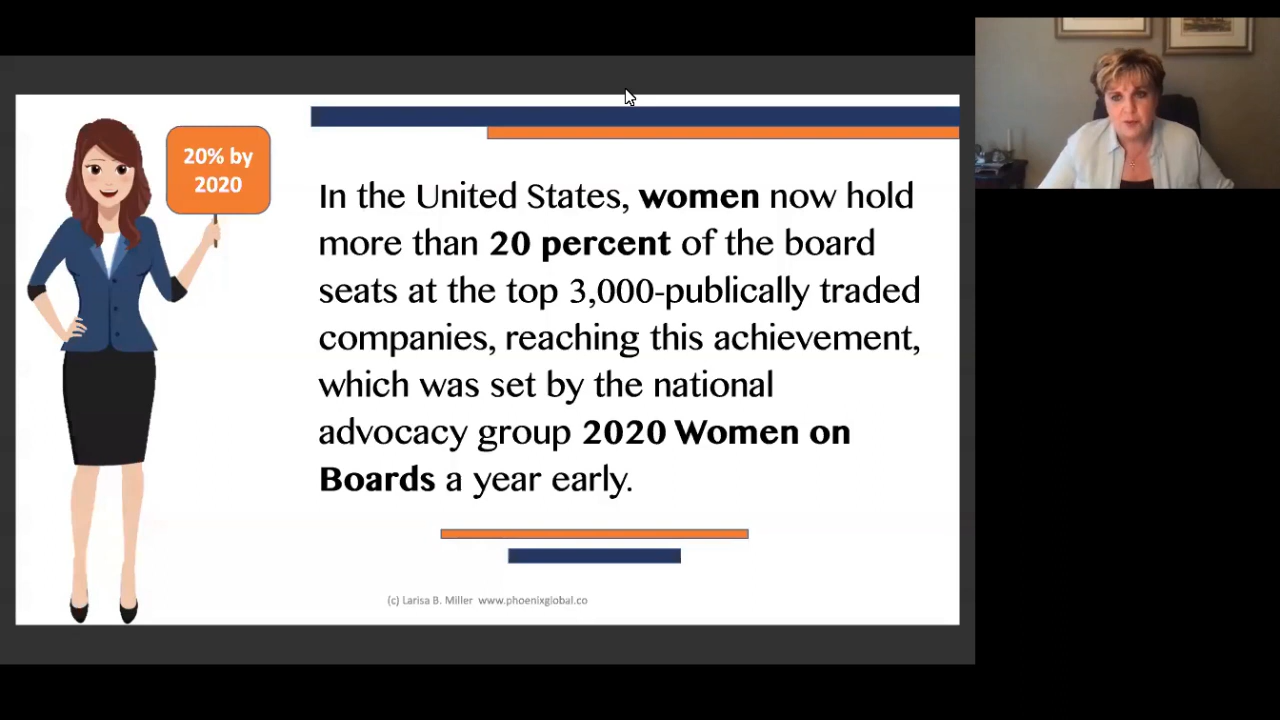 20% by
2020
In the United States, women now hold
more than 20 percent of the board
seats at the top 3,000-publically traded
companies, reaching this achievement,
which was set by the national
advocacy group 2020 Women on
Boards a year early.
(c) Larisa B. Miller www.phoenixglobal.co